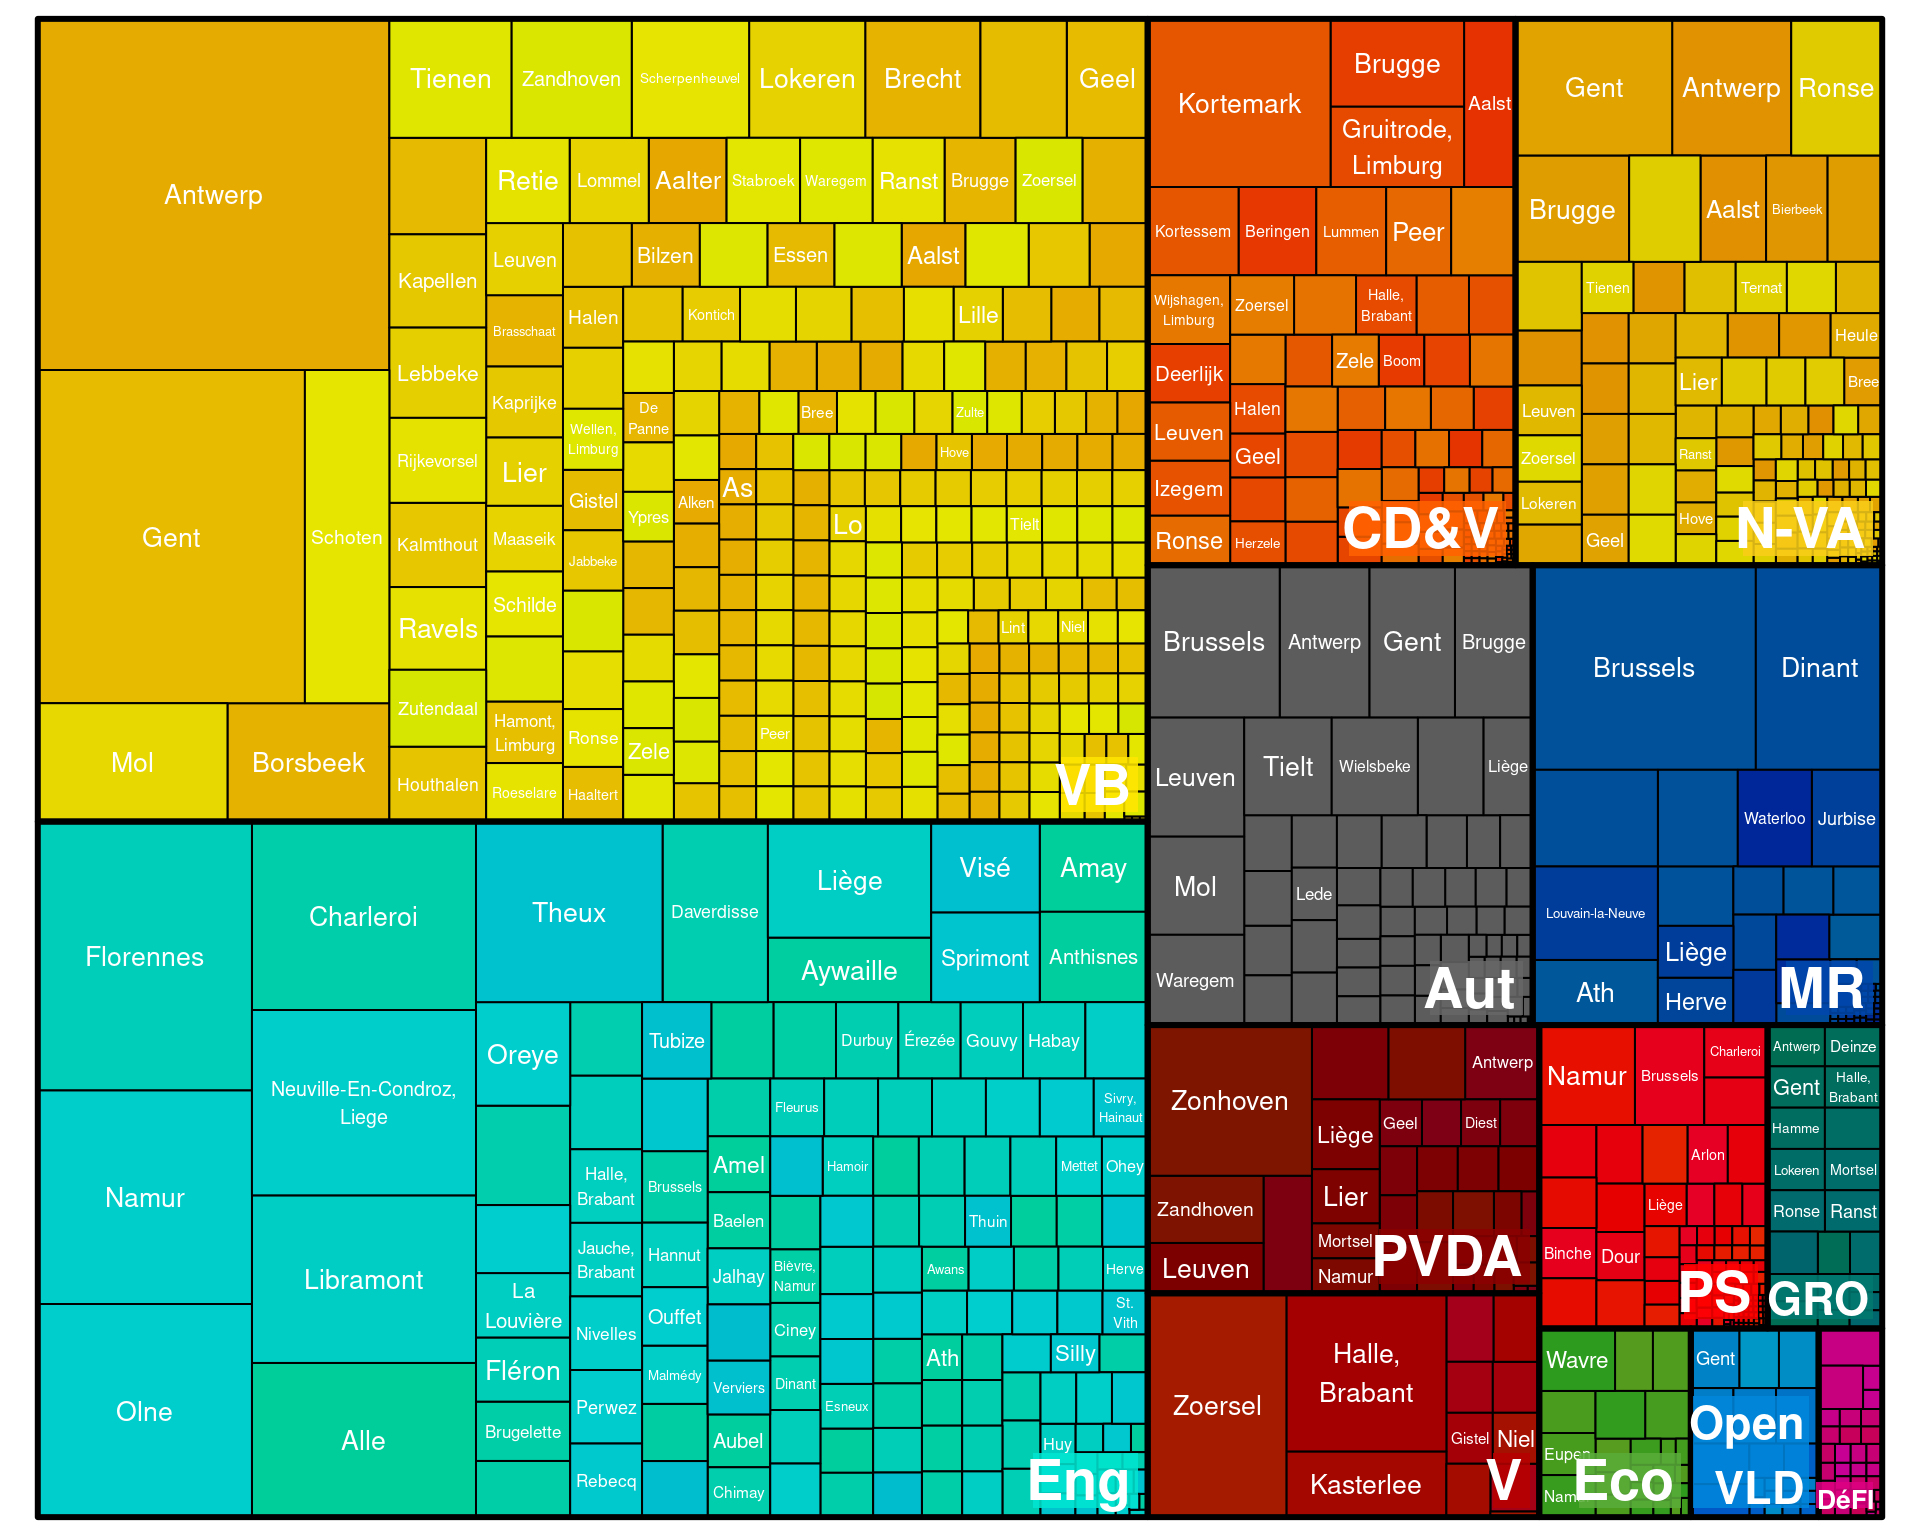 Antwerp
Gent
Schoten
Mol
Borsbeek
Tienen
Zandhoven
Scherpenheuvel
Lokeren
Brecht
Geel
Retie
Lommel
Aalter
Stabroek
Waregem
Ranst
Brugge
Zoersel
Kapellen
Leuven
Bilzen
Essen
Aalst
Lebbeke
Brasschaat
Halen
Kontich
Lille
Kaprijke
Rijkevorsel
Wellen,
Limburg
De
Panne
Bree
Zulte
Lier
Hove
Kalmthout
Gistel
Alken
As
Maaseik
Ypres
Lo
Tielt
Jabbeke
Ravels
Schilde
Lint
Niel
Zutendaal
Hamont,
Limburg
Ronse
Zele
Peer
Houthalen
Roeselare
Haaltert
VB
Kortemark
Brugge
Gruitrode,
Limburg
Aalst
Kortessem
Beringen
Lummen
Peer
Wijshagen,
Limburg
Zoersel
Halle,
Brabant
Deerlijk
Zele
Boom
Leuven
Halen
Izegem
Geel
Ronse
Herzele
CD&V
Gent
Antwerp
Ronse
Brugge
Aalst
Bierbeek
Tienen
Ternat
Heule
Lier
Bree
Leuven
Zoersel
Ranst
Lokeren
Hove
Geel
N-VA
Brussels
Antwerp
Gent
Brugge
Leuven
Tielt
Wielsbeke
Liège
Mol
Lede
Waregem
Aut
Brussels
Dinant
Waterloo
Jurbise
Louvain-la-Neuve
Liège
Ath
Herve
MR
Florennes
Charleroi
Theux
Daverdisse
Liège
Aywaille
Visé
Sprimont
Amay
Anthisnes
Namur
Neuville-En-Condroz,
Liege
Oreye
Tubize
Durbuy
Érezée
Gouvy
Habay
Fleurus
Sivry,
Hainaut
Halle,
Brabant
Brussels
Amel
Hamoir
Mettet
Ohey
Baelen
Thuin
Libramont
Jauche,
Brabant
Hannut
Jalhay
Bièvre,
Namur
Awans
Herve
La
Louvière
Nivelles
Ouffet
Ciney
St.
Vith
Olne
Alle
Fléron
Malmédy
Verviers
Dinant
Ath
Silly
Perwez
Esneux
Brugelette
Aubel
Huy
Rebecq
Chimay
Eng
Zonhoven
Antwerp
Liège
Geel
Diest
Zandhoven
Lier
Leuven
Mortsel
Namur
PVDA
Namur
Brussels
Charleroi
Arlon
Liège
Binche
Dour
PS
Antwerp
Deinze
Gent
Halle,
Brabant
Hamme
Lokeren
Mortsel
Ronse
Ranst
GRO
Zoersel
Halle,
Brabant
Kasterlee
Gistel
Niel
V
Wavre
Eupen
Nam
Eco
Gent
Open
VLD
DéFI